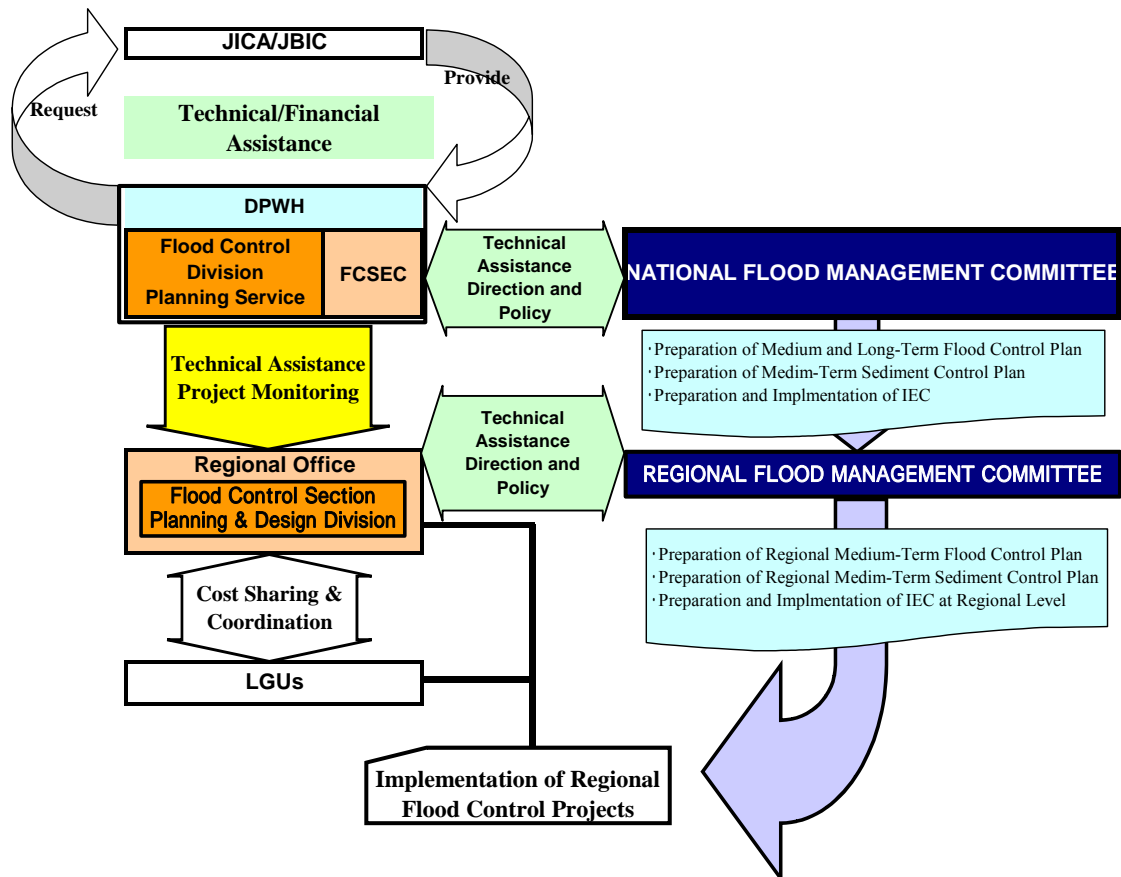 JICA/JBIC
Request
Provide
Technical/Financial
Assistance
DPWH
Flood Control
Division
Planning Service
FCSEC
Technical
Assistance
Direction and
Policy
NATIONAL FLOOD MANAGEMENT COMMITTEE
Technical Assistance
Project Monitoring
·Preparation of Medium and Long-Term Flood Control Plan
·Preparation of Medim-Term Sediment Control Plan
·Preparation and Implmentation of IEC
Regional Office
Flood Control Section
Planning & Design Division
Technical
Assistance
Direction and
Policy
REGIONAL FLOOD MANAGEMENT COMMITTEE
·Preparation of Regional Medium-Term Flood Control Plan
·Preparation of Regional Medim-Term Sediment Control Plan
·Preparation and Implmentation of IEC at Regional Level
Cost Sharing &
Coordination
LGUs
Implementation of Regional
Flood Control Projects